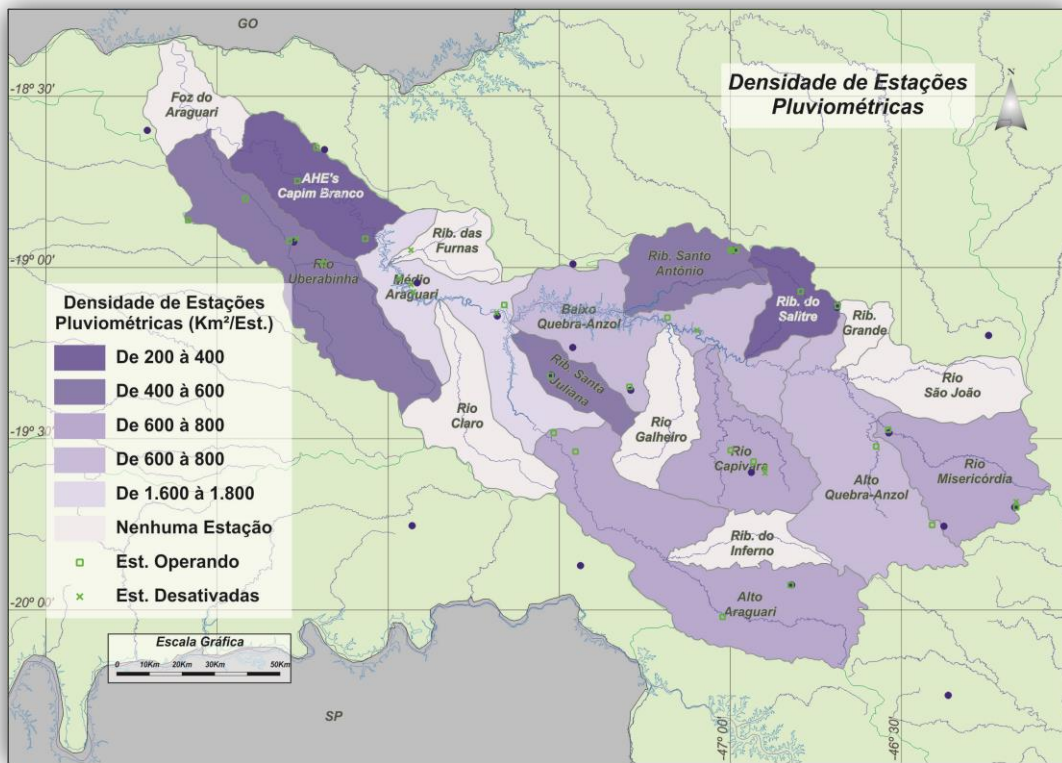 GO
Densidade de Estações
Pluviométricas
N
-18º 30'
Foz do
Araguari
AHE's
Capim Branco
Rib. das
Furnas
Rib. Santo
Antônio
-19º 00'
Rio
Uberabinha
Médio
Araguari
Baixo
Quebra-Anzol
Rib. do
Salitre
Rib.
Grande
Densidade de Estações
Pluviométricas (Km²/Est.)
De 200 à 400
De 400 à 600
De 600 à 800
De 600 à 800
De 1.600 à 1.800
Nenhuma Estação
Est. Operando
Est. Desativadas
Rib. Santa
Juliana
Rio
São João
Rio
Claro
Rio
Galheiro
-19º 30'
Rio
Capivara
Alto
Quebra-Anzol
Rio
Misericórdia
Rib. do
Inferno
-20º 00'
Alto
Araguari
Escala Gráfica
0 10Km 20Km 30Km 50Km
SP
-47º 00'
-46º 30'